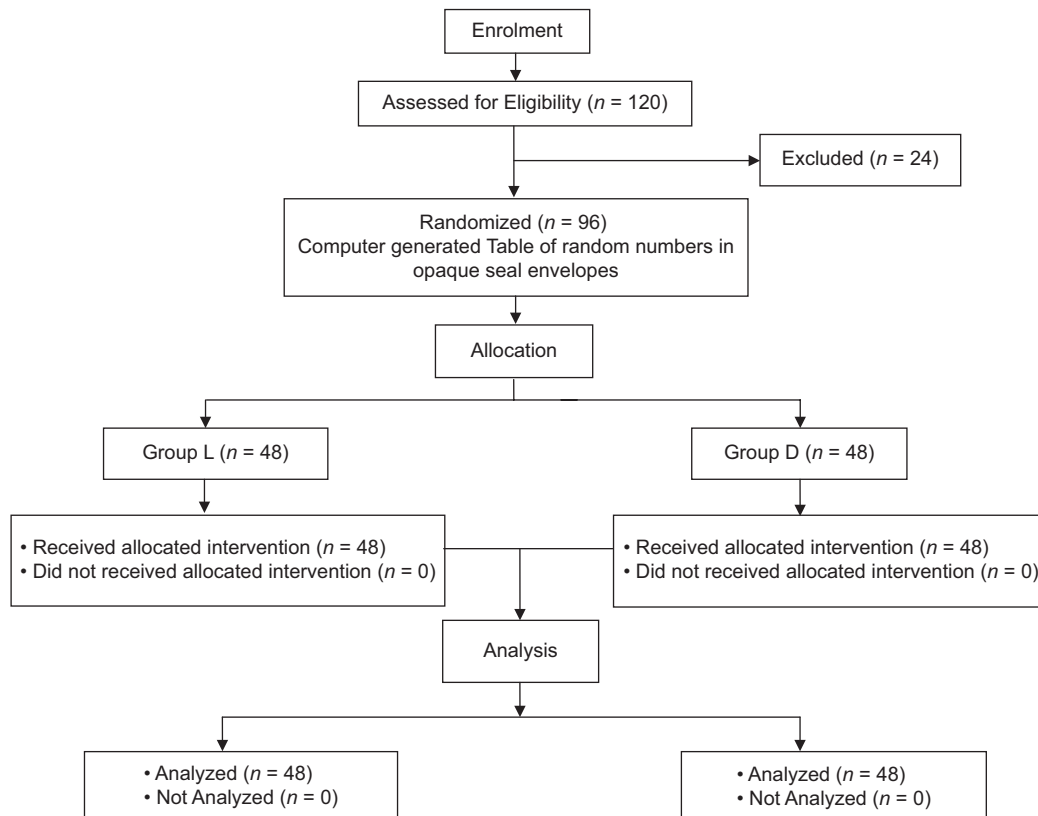 Enrolment
Assessed for Eligibility (n = 120)
Excluded (n = 24)
Randomized (n = 96)
Computer generated Table of random numbers in
opaque seal envelopes
Allocation
Group L (n = 48)
Group D (n = 48)
• Received allocated intervention (n = 48)
• Did not received allocated intervention (n = 0)
• Received allocated intervention (n = 48)
• Did not received allocated intervention (n = 0)
Analysis
• Analyzed (n = 48)
• Not Analyzed (n = 0)
• Analyzed (n = 48)
• Not Analyzed (n = 0)